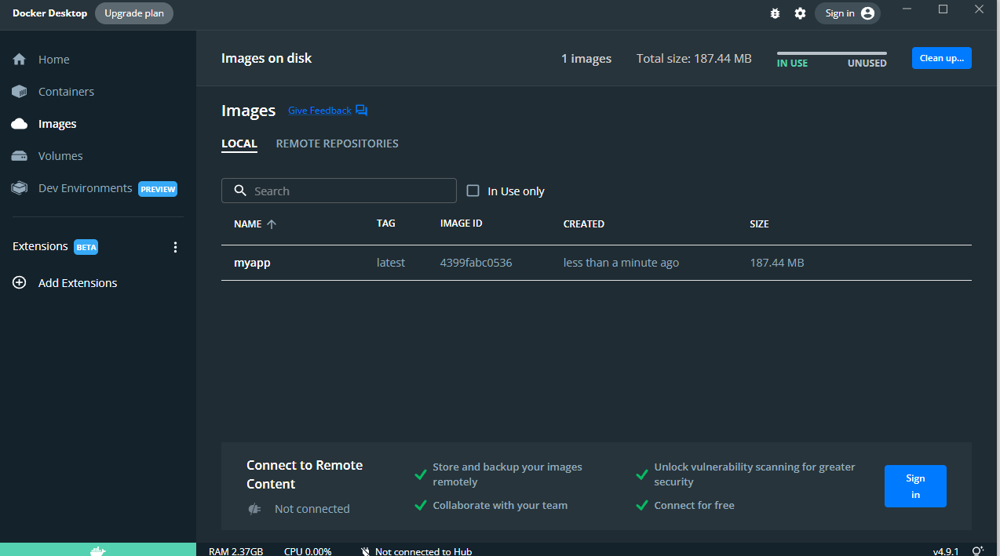 Docker Desktop Upgrade plan Sign in
Home
Containers
Images
Volumes
Dev Environments PREVIEW
Extensions BETA
Add Extensions
Images on disk 1 images Total size: 187.44 MB IN USE UNUSED Clean up...
Images Give Feedback
LOCAL REMOTE REPOSITORIES
Search In Use only
NAME TAG IMAGE ID CREATED SIZE
myapp latest 4399fabc0536 less than a minute ago 187.44 MB
Connect to Remote
Content
Not connected
Store and backup your images
remotely
Collaborate with your team
Unlock vulnerability scanning for greater
security
Connect for free
Sign
in
RAM 2.37GB CPU 0.00% Not connected to Hub v4.9.1